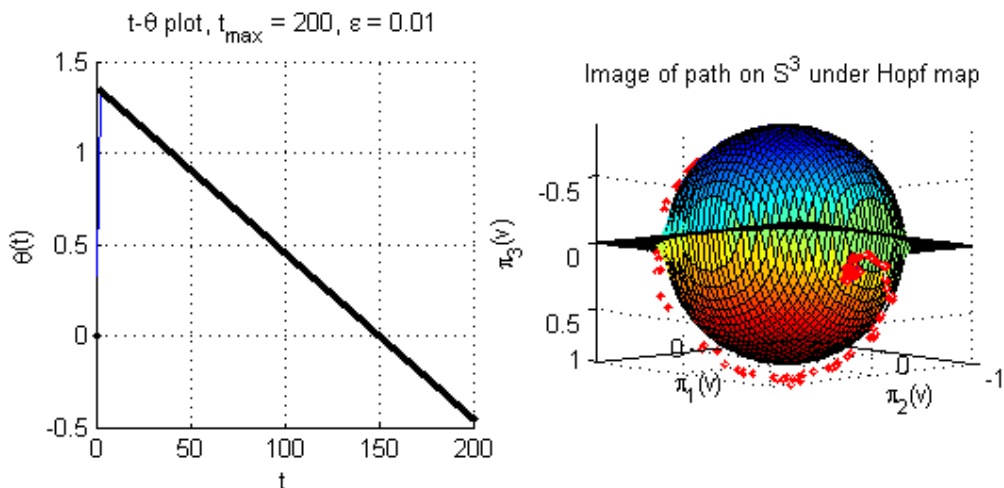 t-θ plot, t_max = 200, ε = 0.01
1.5
1
0.5
0
-0.5
0
50
100
150
200
θ(t)
t
Image of path on S^3 under Hopf map
-0.5
0
0.5
1
π_3(v)
0
π_1(v)
0
π_2(v)
-1
0